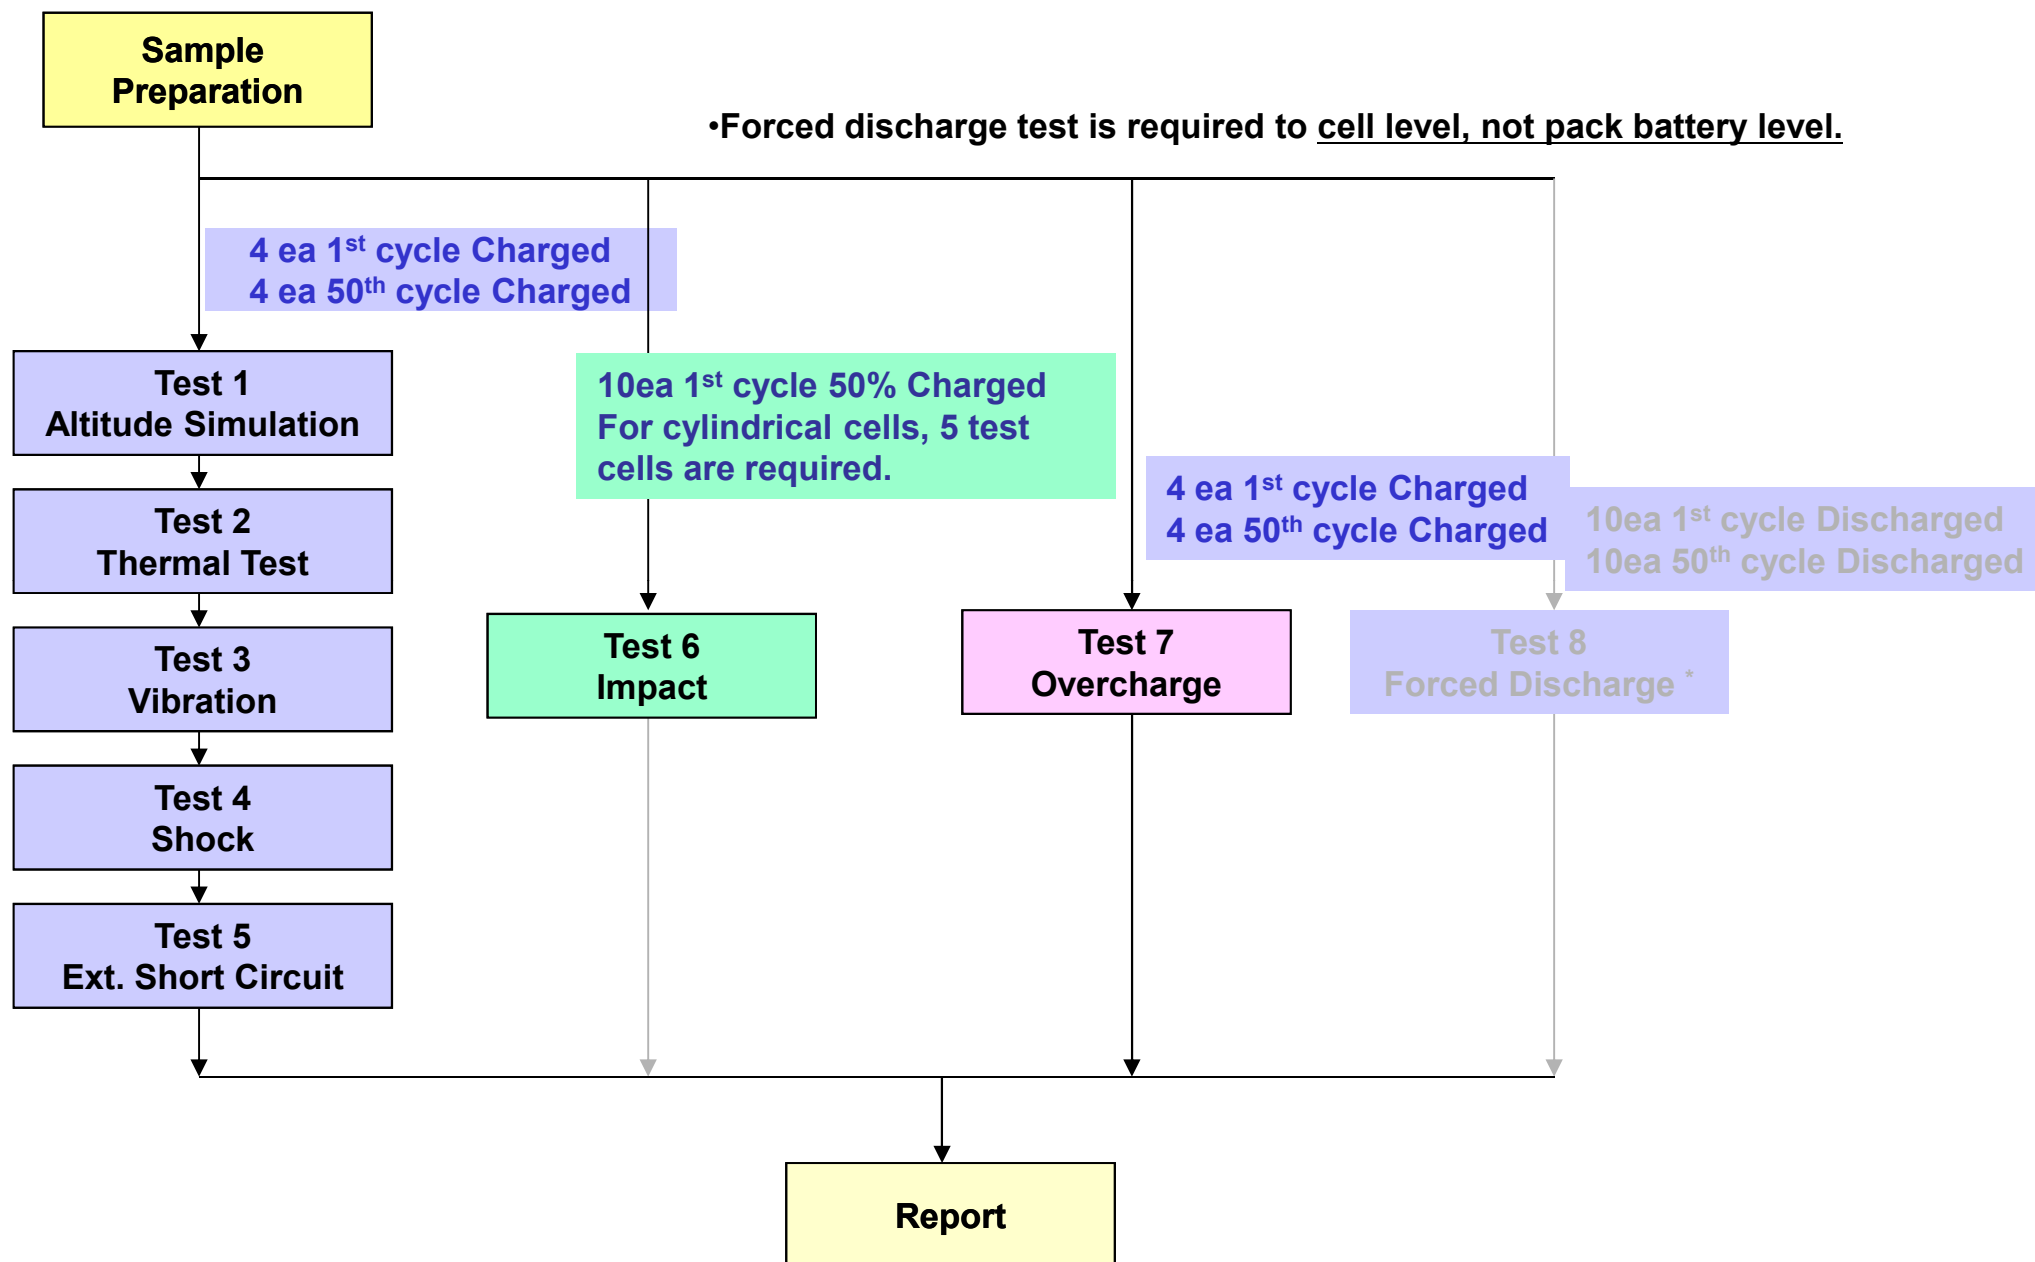 Sample
Preparation
•Forced discharge test is required to cell level, not pack battery level.
4 ea 1st cycle Charged
4 ea 50th cycle Charged
Test 1
Altitude Simulation
10ea 1st cycle 50% Charged
For cylindrical cells, 5 test
cells are required.
4 ea 1st cycle Charged
4 ea 50th cycle Charged
10ea 1st cycle Discharged
10ea 50th cycle Discharged
Test 2
Thermal Test
Test 3
Vibration
Test 6
Impact
Test 7
Overcharge
Test 8
Forced Discharge *
Test 4
Shock
Test 5
Ext. Short Circuit
Report